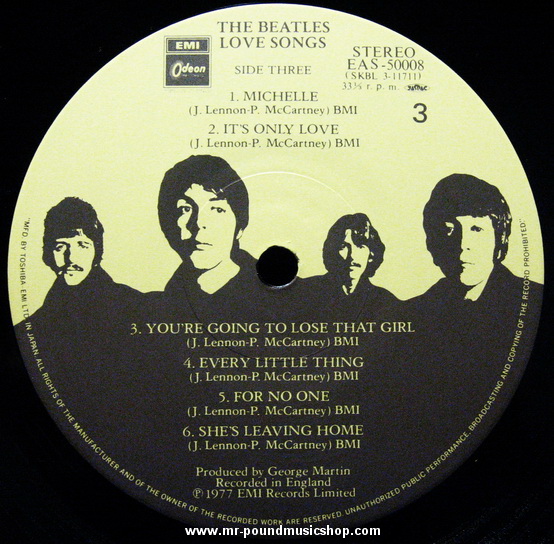 THE BEATLES
LOVE SONGS
EMI
Odeon
SIDE THREE
STEREO
EAS-50008
(SKBL 3-11711)
33⅓ r. p. m.
3
1. MICHELLE
(J. Lennon-P. McCartney) BMI
2. IT'S ONLY LOVE
(J. Lennon-P. McCartney) BMI
3. YOU'RE GOING TO LOSE THAT GIRL
(J. Lennon-P. McCartney) BMI
4. EVERY LITTLE THING
(J. Lennon-P. McCartney) BMI
5. FOR NO ONE
(J. Lennon-P. McCartney) BMI
6. SHE'S LEAVING HOME
(J. Lennon-P. McCartney) BMI
Produced by George Martin
Recorded in England
℗ 1977 EMI Records Limited
"MFD. BY TOSHIBA EMI LTD. IN JAPAN. ALL RIGHTS OF THE MANUFACTURER AND OF THE OWNER OF THE RECORDED WORK ARE RESERVED. UNAUTHORIZED PUBLIC PERFORMANCE, BROADCASTING AND COPYING OF THE RECORD PROHIBITED."
www.mr-poundmusicshop.com